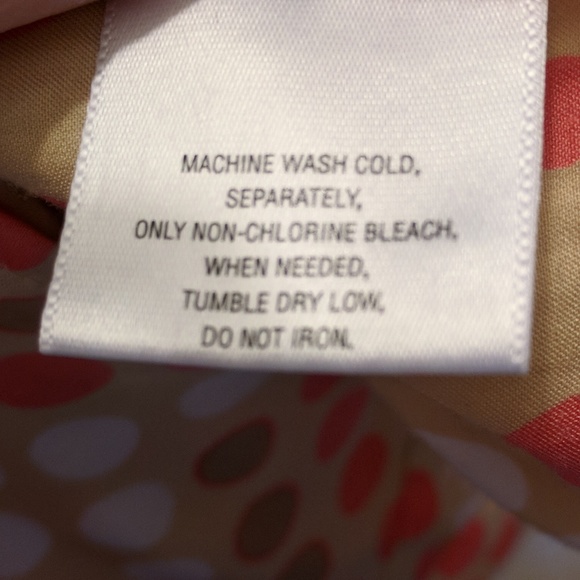 MACHINE WASH COLD,
SEPARATELY,
ONLY NON-CHLORINE BLEACH,
WHEN NEEDED,
TUMBLE DRY LOW,
DO NOT IRON.